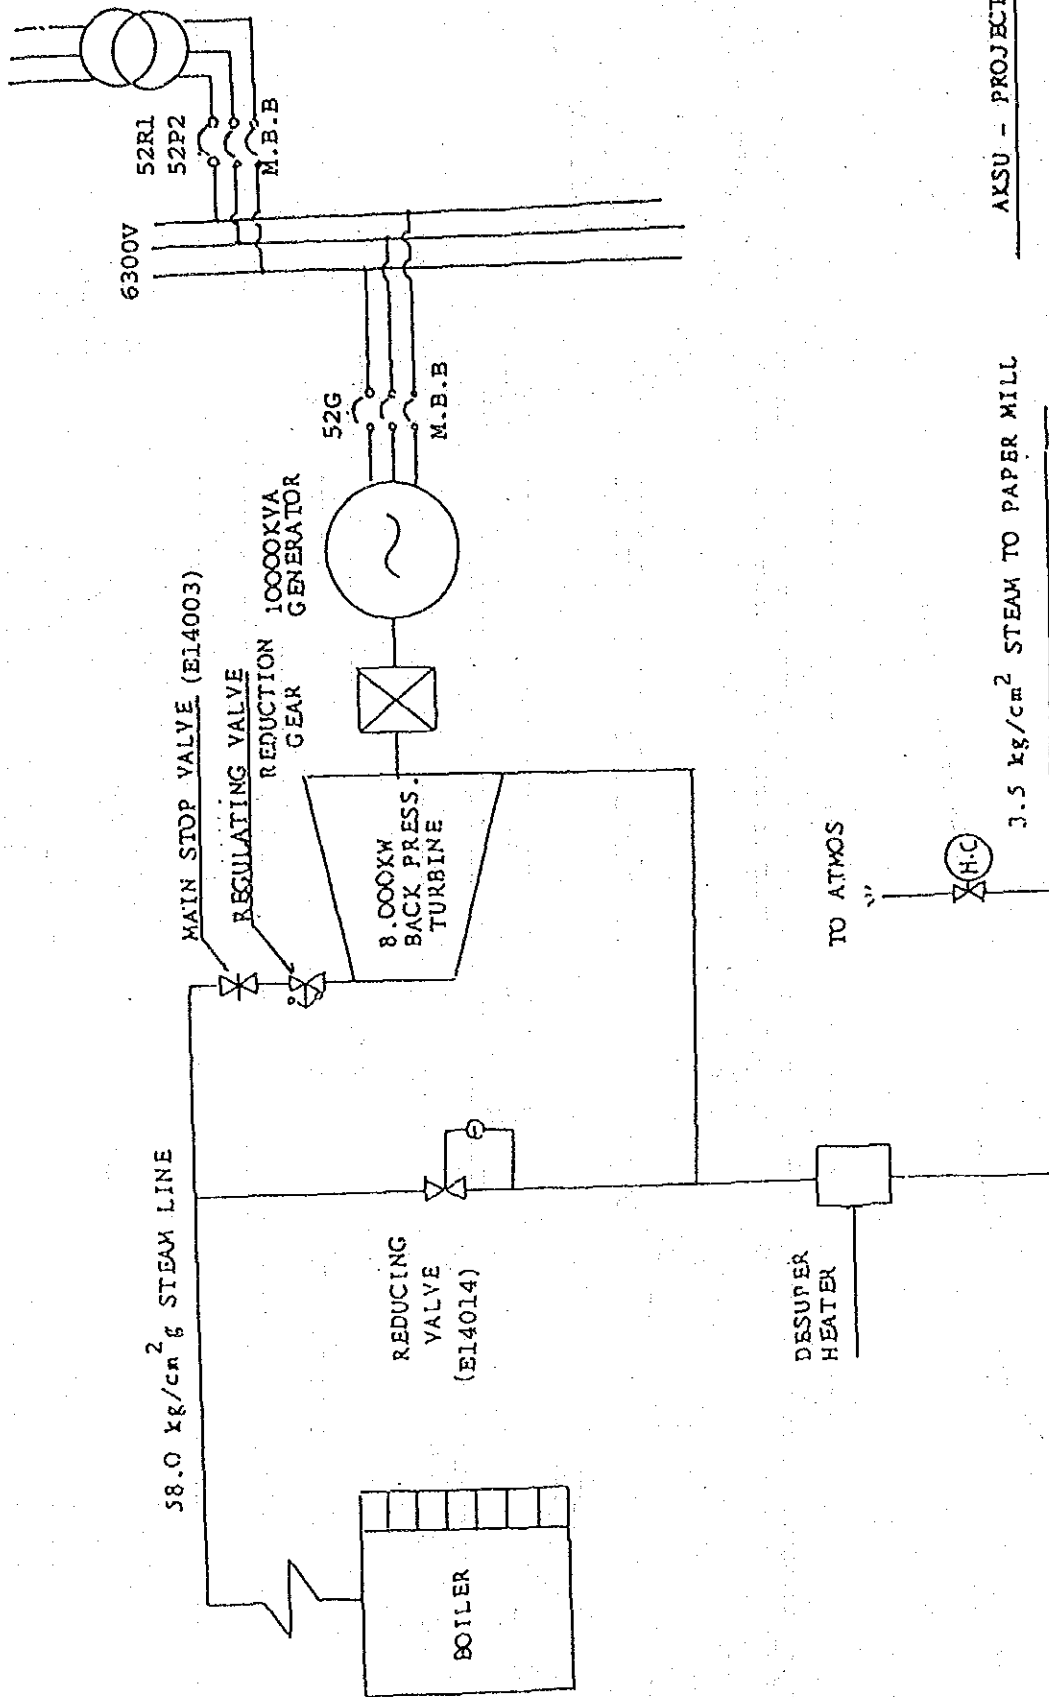 58.0 kg/cm² g STEAM LINE
MAIN STOP VALVE (E14003)
REGULATING VALVE
REDUCTION
GEAR
10000KVA
GENERATOR
52G
M.B.B
6300V
52R1
52P2
M.B.B
BOILER
REDUCING
VALVE
(E14014)
8.000KW
BACK PRESS.
TURBINE
DESUPER
HEATER
TO ATMOS
H.C
3.5 kg/cm² STEAM TO PAPER MILL
AKSU - PROJECT